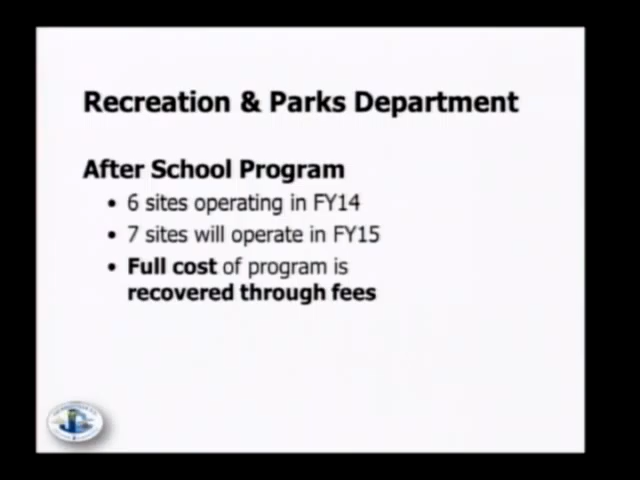 Recreation & Parks Department
After School Program
• 6 sites operating in FY14
• 7 sites will operate in FY15
• Full cost of program is
recovered through fees